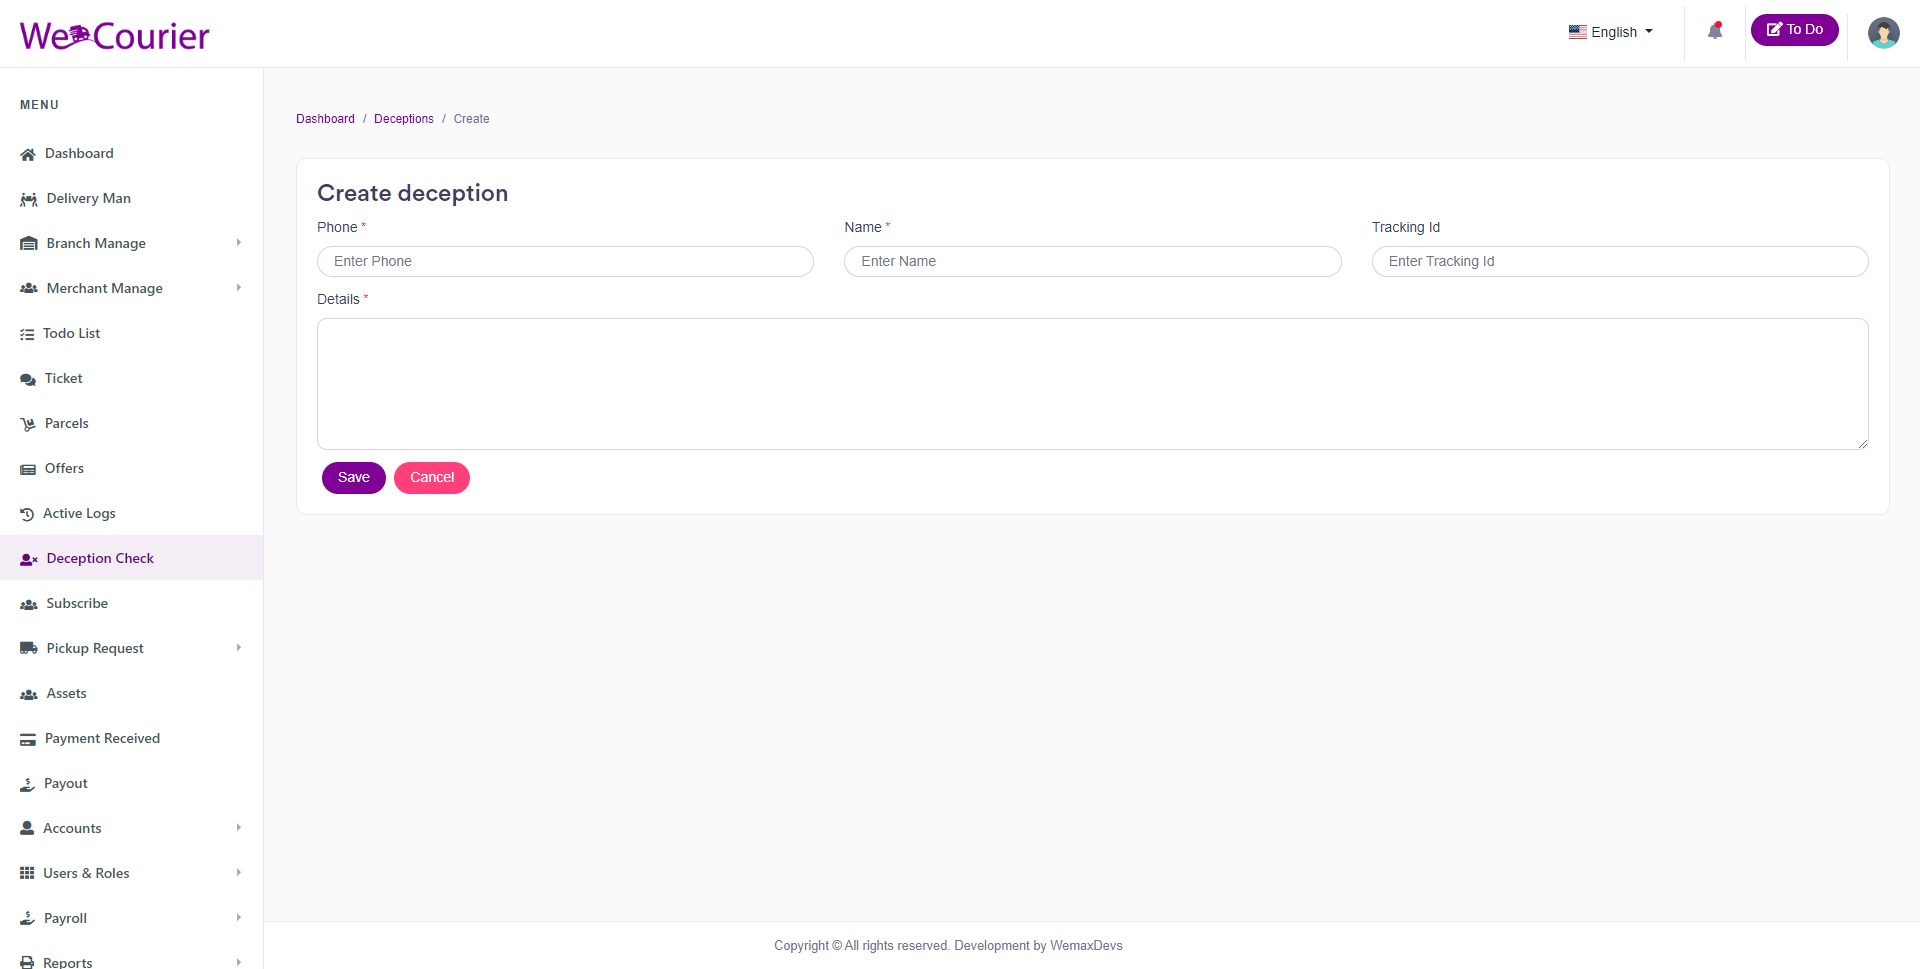 We Courier
English
To Do
MENU
Dashboard
Delivery Man
Branch Manage
Merchant Manage
Todo List
Ticket
Parcels
Offers
Active Logs
Deception Check
Subscribe
Pickup Request
Assets
Payment Received
Payout
Accounts
Users & Roles
Payroll
Reports
Dashboard / Deceptions / Create
Create deception
Phone * Name * Tracking Id
Enter Phone Enter Name Enter Tracking Id
Details *
Save Cancel
Copyright © All rights reserved. Development by WemaxDevs